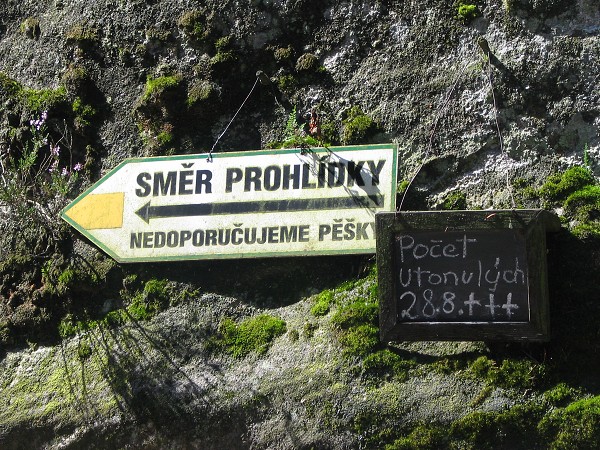 SMĚR PROHLÍDKY
NEDOPORUČUJEME PĚŠKY
Počet
utonulých
28.8.+++